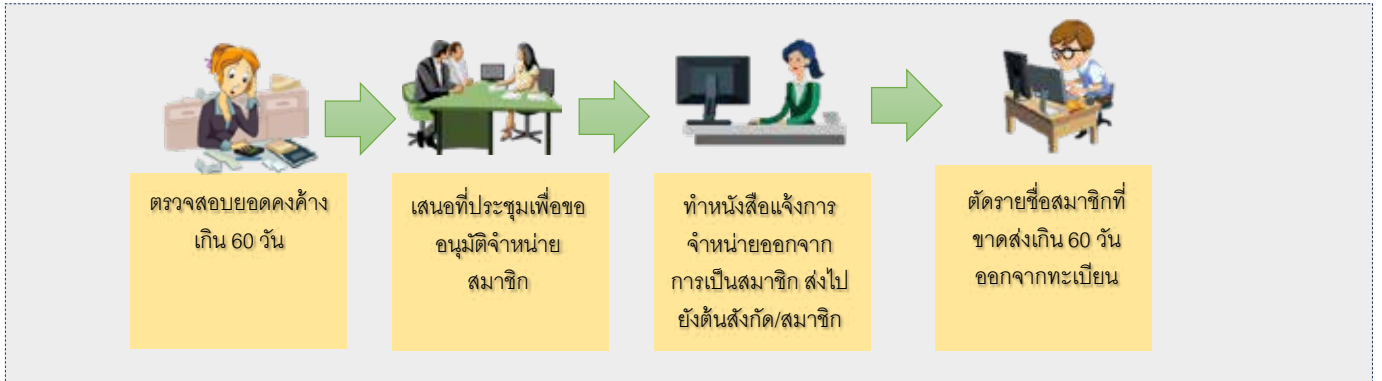 ตรวจสอบยอดคงค้าง
เกิน 60 วัน
เสนอที่ประชุมเพื่อขอ
อนุมัติจำหน่าย
สมาชิก
ทำหนังสือแจ้งการ
จำหน่ายออกจาก
การเป็นสมาชิก ส่งไป
ยังต้นสังกัด/สมาชิก
ตัดรายชื่อสมาชิกที่
ขาดส่งเกิน 60 วัน
ออกจากทะเบียน